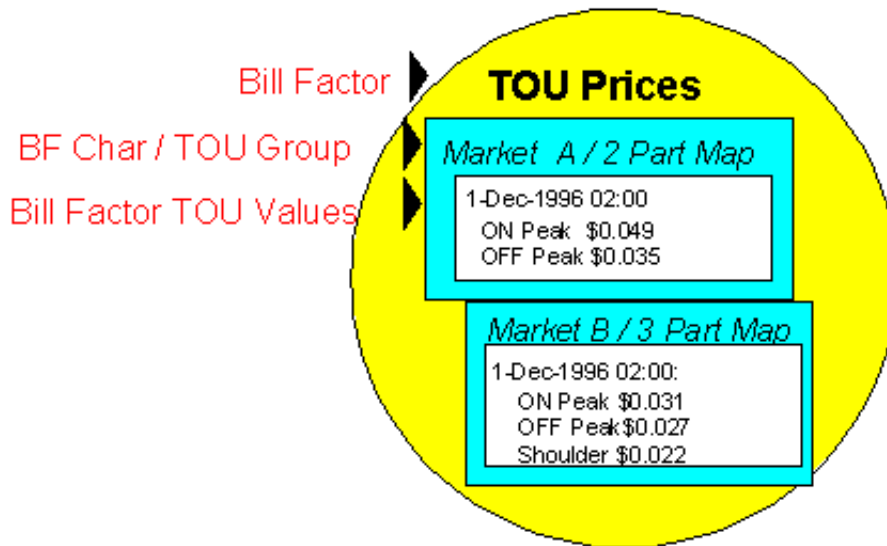 Bill Factor
TOU Prices
BF Char / TOU Group
Market A / 2 Part Map
Bill Factor TOU Values
1-Dec-1996 02:00
ON Peak $0.049
OFF Peak $0.035
Market B / 3 Part Map
1-Dec-1996 02:00:
ON Peak $0.031
OFF Peak $0.027
Shoulder $0.022